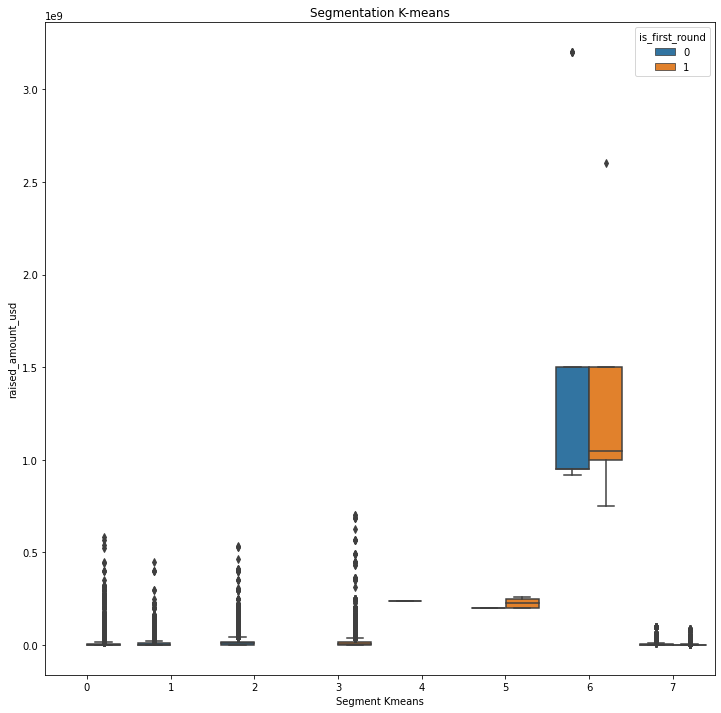 Segmentation K-means
1e9
is_first_round
0
1
3.0
2.5
2.0
1.5
1.0
0.5
0.0
raised_amount_usd
0 1 2 3 4 5 6 7
Segment Kmeans